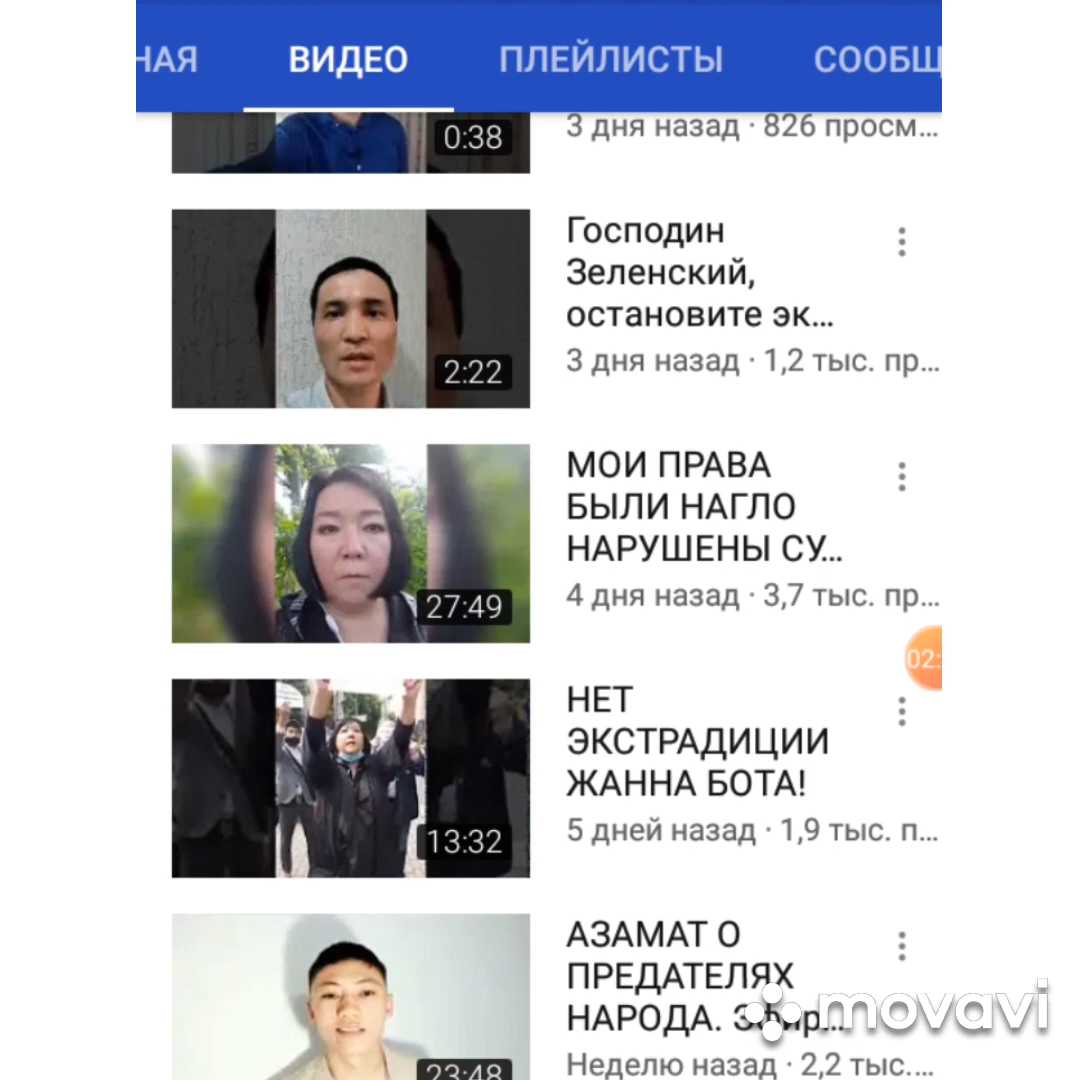 НАЯ ВИДЕО ПЛЕЙЛИСТЫ СООБЩ
0:38
3 дня назад · 826 просм...
Господин
Зеленский,
остановите эк...
3 дня назад · 1,2 тыс. пр...
2:22
МОИ ПРАВА
БЫЛИ НАГЛО
НАРУШЕНЫ СУ...
4 дня назад · 3,7 тыс. пр...
27:49
02:
НЕТ
ЭКСТРАДИЦИИ
ЖАННА БОТА!
5 дней назад · 1,9 тыс. п...
13:32
АЗАМАТ О
ПРЕДАТЕЛЯХ
НАРОДА. Эфир...
movavi
Неделю назад · 2,2 тыс....
23:48